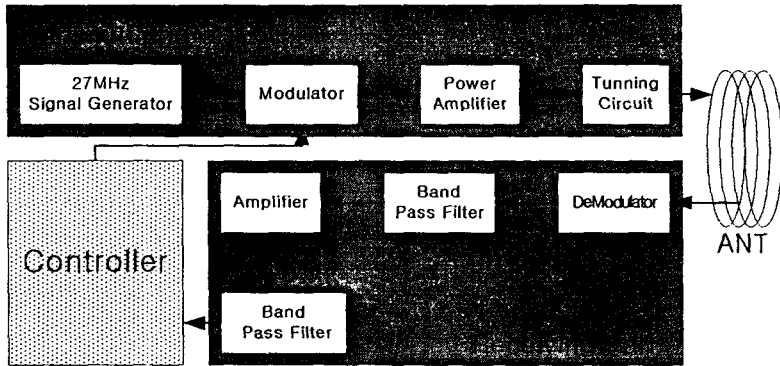 27MHz
Signal Generator
Modulator
Power
Amplifier
Tunning
Circuit
Amplifier
Band
Pass Filter
DeModulator
ANT
Controller
Band
Pass Filter